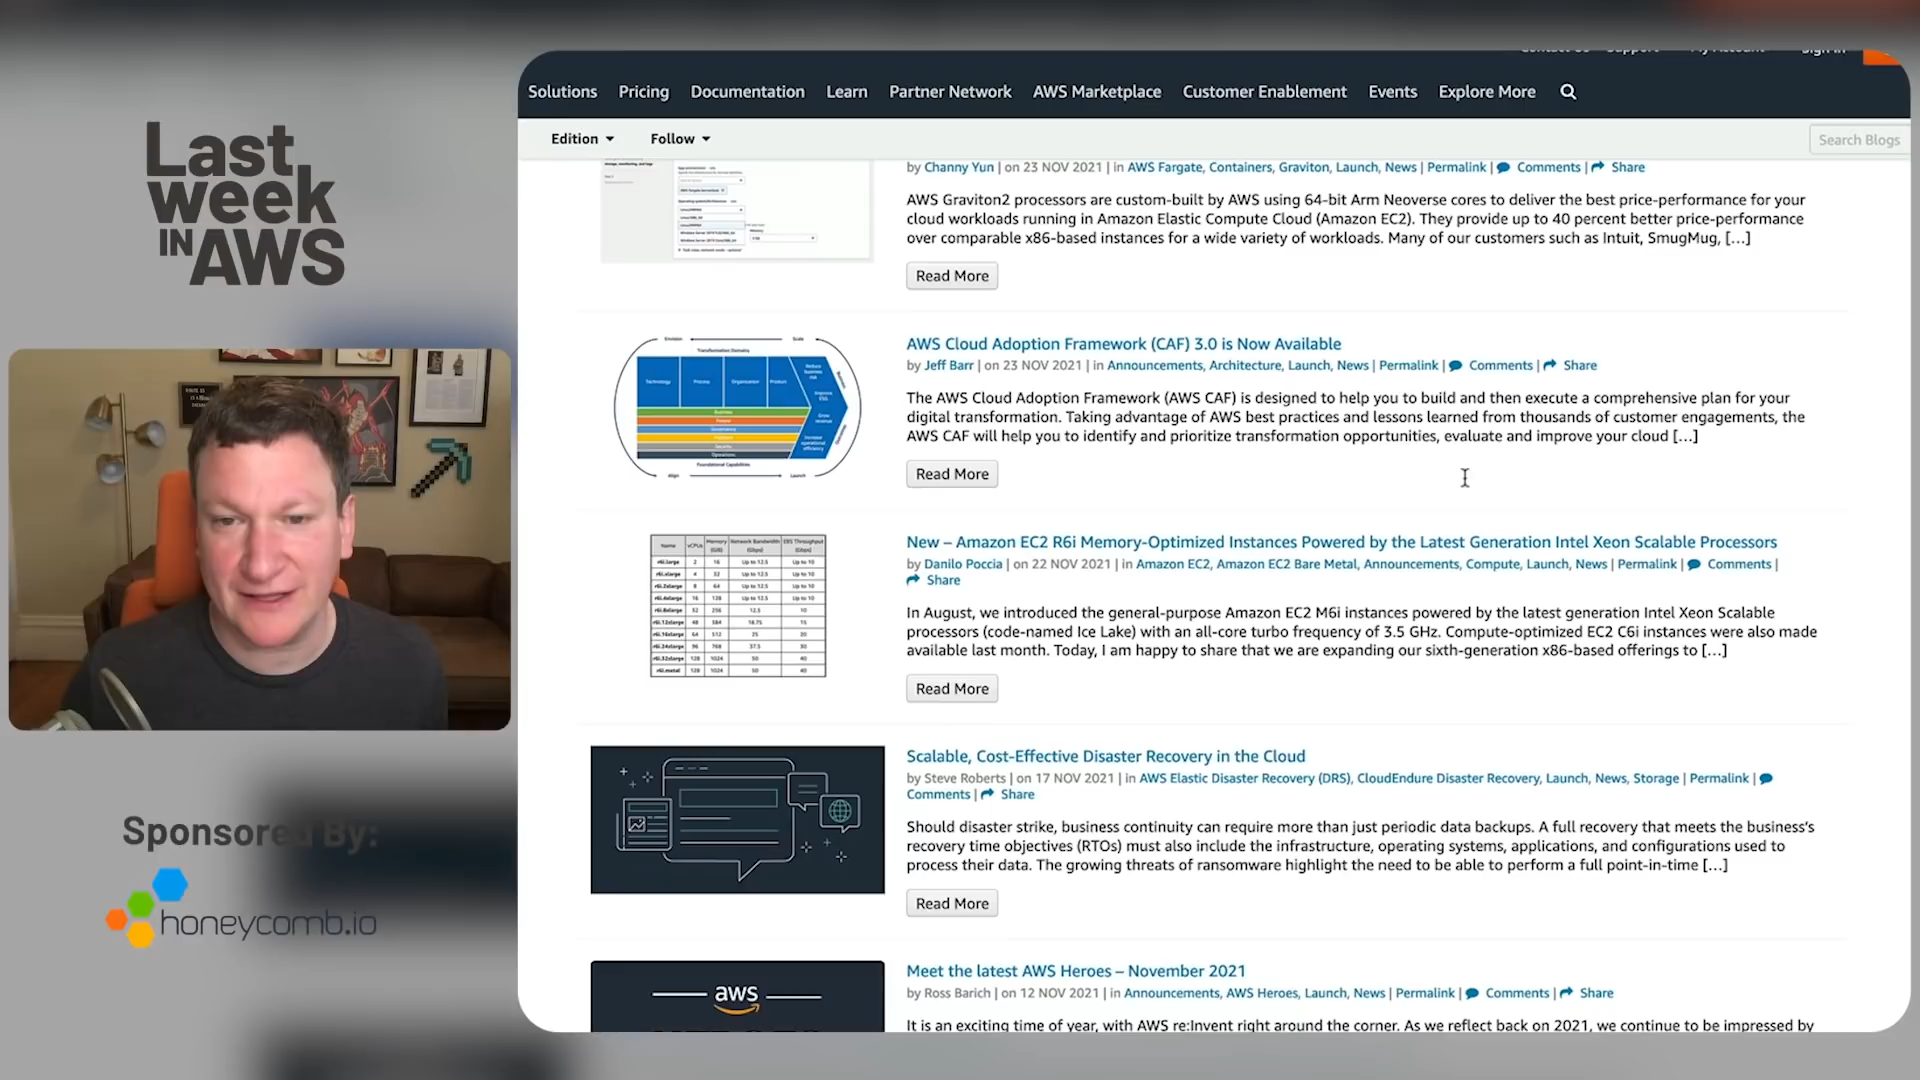 Last
week
IN AWS
Sponsored By:
honeycomb.io
Solutions Pricing Documentation Learn Partner Network AWS Marketplace Customer Enablement Events Explore More
Edition Follow Search Blogs
by Channy Yun | on 23 NOV 2021 | in AWS Fargate, Containers, Graviton, Launch, News | Permalink | Comments | Share
AWS Graviton2 processors are custom-built by AWS using 64-bit Arm Neoverse cores to deliver the best price-performance for your
cloud workloads running in Amazon Elastic Compute Cloud (Amazon EC2). They provide up to 40 percent better price-performance
over comparable x86-based instances for a wide variety of workloads. Many of our customers such as Intuit, SmugMug, [...]
Read More
AWS Cloud Adoption Framework (CAF) 3.0 is Now Available
by Jeff Barr | on 23 NOV 2021 | in Announcements, Architecture, Launch, News | Permalink | Comments | Share
The AWS Cloud Adoption Framework (AWS CAF) is designed to help you to build and then execute a comprehensive plan for your
digital transformation. Taking advantage of AWS best practices and lessons learned from thousands of customer engagements, the
AWS CAF will help you to identify and prioritize transformation opportunities, evaluate and improve your cloud [...]
Read More
New – Amazon EC2 R6i Memory-Optimized Instances Powered by the Latest Generation Intel Xeon Scalable Processors
by Danilo Poccia | on 22 NOV 2021 | in Amazon EC2, Amazon EC2 Bare Metal, Announcements, Compute, Launch, News | Permalink | Comments |
Share
In August, we introduced the general-purpose Amazon EC2 M6i instances powered by the latest generation Intel Xeon Scalable
processors (code-named Ice Lake) with an all-core turbo frequency of 3.5 GHz. Compute-optimized EC2 C6i instances were also made
available last month. Today, I am happy to share that we are expanding our sixth-generation x86-based offerings to [...]
Read More
Scalable, Cost-Effective Disaster Recovery in the Cloud
by Steve Roberts | on 17 NOV 2021 | in AWS Elastic Disaster Recovery (DRS), CloudEndure Disaster Recovery, Launch, News, Storage | Permalink |
Comments | Share
Should disaster strike, business continuity can require more than just periodic data backups. A full recovery that meets the business's
recovery time objectives (RTOs) must also include the infrastructure, operating systems, applications, and configurations used to
process their data. The growing threats of ransomware highlight the need to be able to perform a full point-in-time [...]
Read More
aws
Meet the latest AWS Heroes – November 2021
by Ross Barich | on 12 NOV 2021 | in Announcements, AWS Heroes, Launch, News | Permalink | Comments | Share
It is an exciting time of year, with AWS re:Invent right around the corner. As we reflect back on 2021, we continue to be impressed by